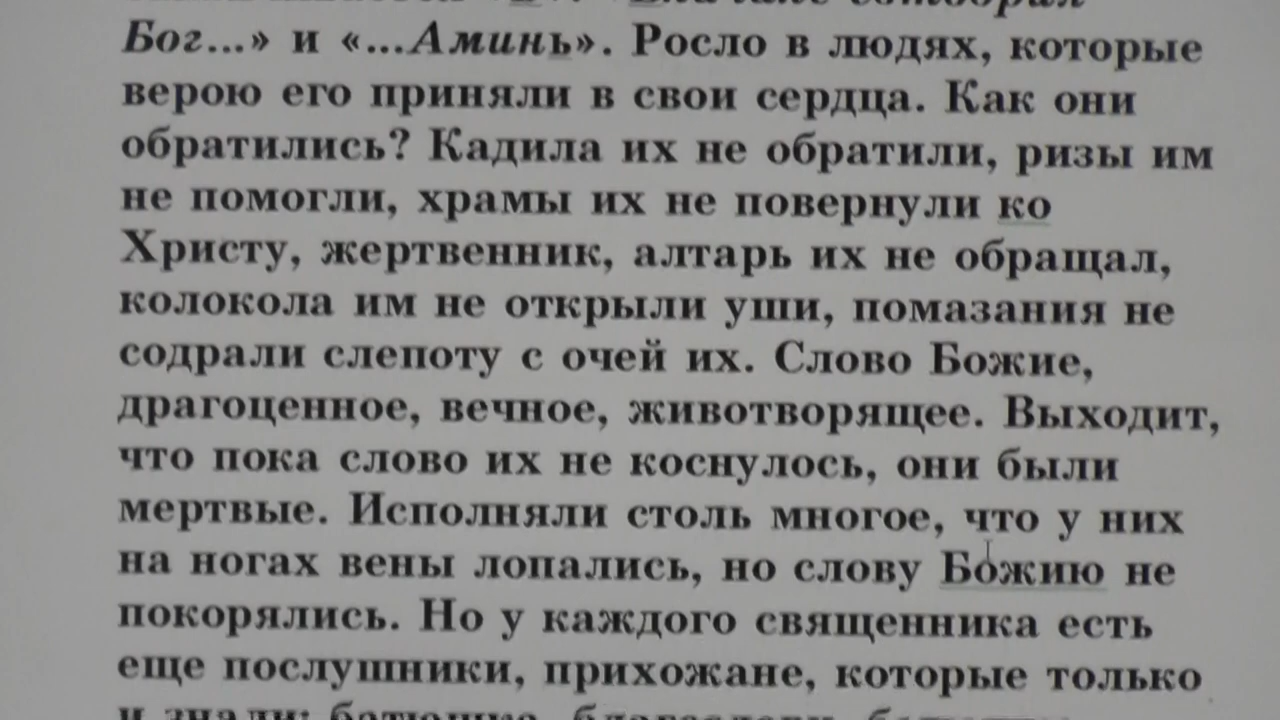 Бог...» и «...Аминь». Росло в людях, которые
верою его приняли в свои сердца. Как они
обратились? Кадила их не обратили, ризы им
не помогли, храмы их не повернули ко
Христу, жертвенник, алтарь их не обращал,
колокола им не открыли уши, помазания не
содрали слепоту с очей их. Слово Божие,
драгоценное, вечное, животворящее. Выходит,
что пока слово их не коснулось, они были
мертвые. Исполняли столь многое, что у них
на ногах вены лопались, но слову Божию не
покорялись. Но у каждого священника есть
еще послушники, прихожане, которые только
и знали: батюшка, благослови,